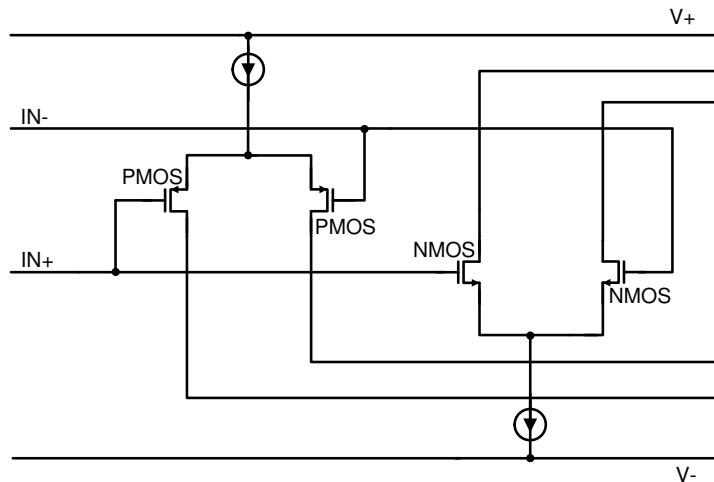 V+
IN-
PMOS
PMOS
NMOS
IN+
NMOS
V-